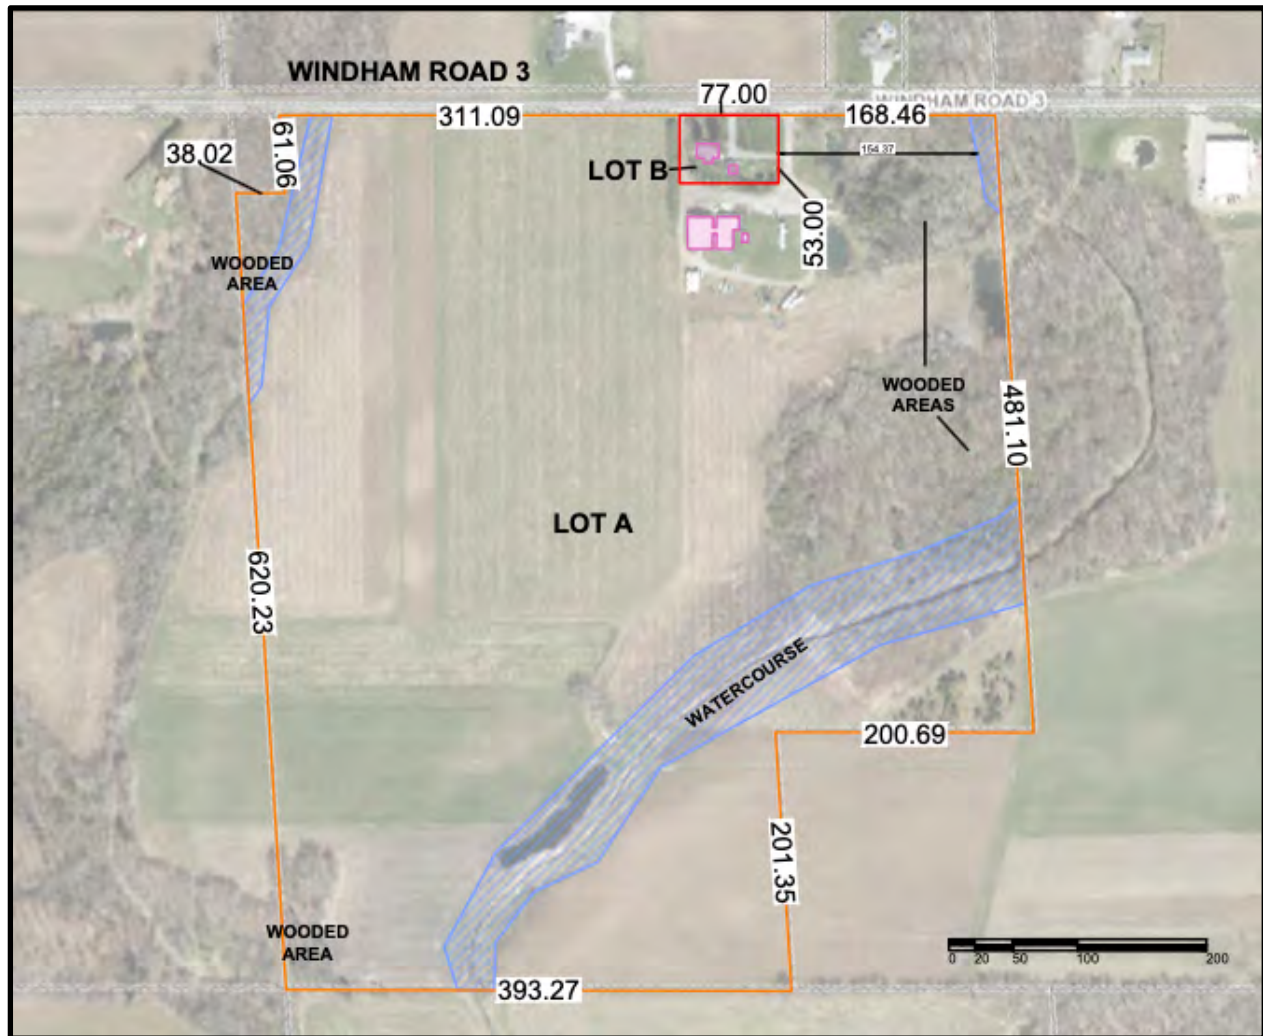 WINDHAM ROAD 3
77.00
WINDHAM ROAD 3
311.09
168.46
61.06
38.02
154.37
LOT B
53.00
WOODED
AREA
WOODED
AREAS
481.10
LOT A
620.23
WATERCOURSE
200.69
201.35
WOODED
AREA
0 20 50 100 200
393.27